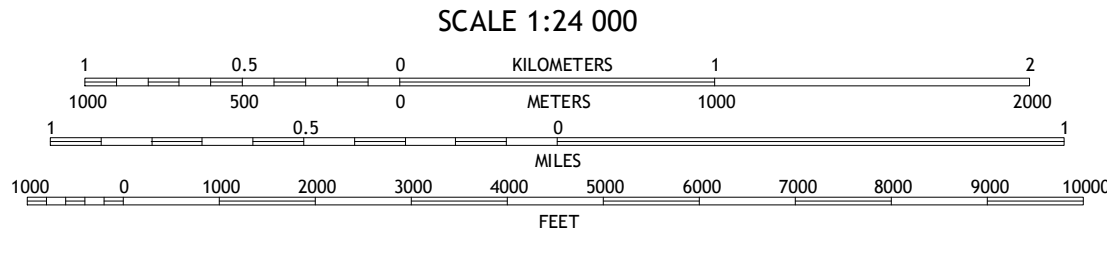 SCALE 1:24 000
1 0.5 0 KILOMETERS 1 2
1000 500 0 METERS 1000 2000
1 0.5 0 1
MILES
1000 0 1000 2000 3000 4000 5000 6000 7000 8000 9000 10000
FEET